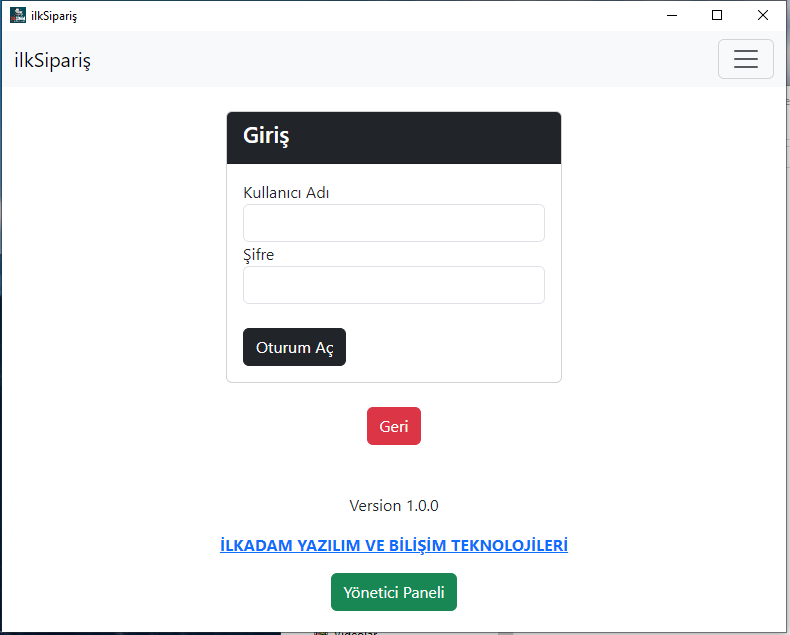 ilkSipariş
ilkSipariş
Giriş
Kullanıcı Adı
Şifre
Oturum Aç
Geri
Version 1.0.0
İLKADAM YAZILIM VE BİLİŞİM TEKNOLOJİLERİ
Yönetici Paneli